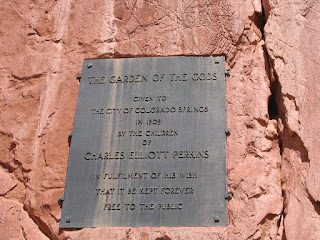 THE GARDEN OF THE GODS
GIVEN TO
THE CITY OF COLORADO SPRINGS
IN 1909
BY THE CHILDREN
OF
CHARLES ELLIOTT PERKINS
IN FULFILMENT OF HIS WISH
THAT IT BE KEPT FOREVER
FREE TO THE PUBLIC